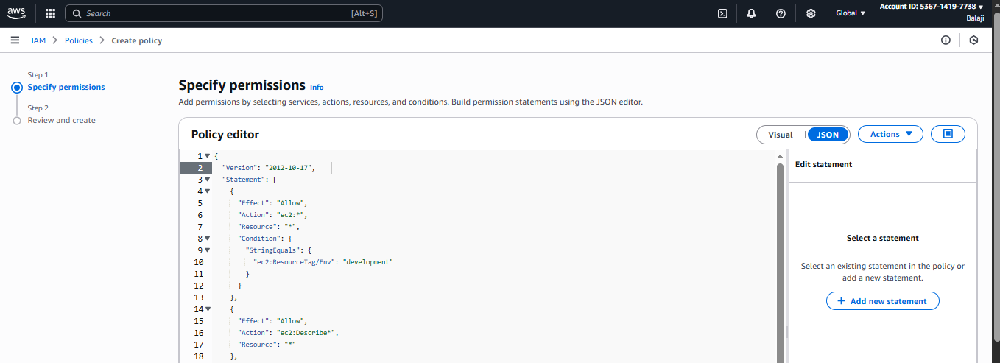 aws
Search [Alt+S]
Global
Account ID: 5367-1419-7738
Balaji
IAM > Policies > Create policy
Step 1
Specify permissions
Step 2
Review and create
Specify permissions Info
Add permissions by selecting services, actions, resources, and conditions. Build permission statements using the JSON editor.
Policy editor
Visual JSON Actions
1 {
2 "Version": "2012-10-17",
3 "Statement": [
4 {
5 "Effect": "Allow",
6 "Action": "ec2:*",
7 "Resource": "*",
8 "Condition": {
9 "StringEquals": {
10 "ec2:ResourceTag/Env": "development"
11 }
12 }
13 },
14 {
15 "Effect": "Allow",
16 "Action": "ec2:Describe*",
17 "Resource": "*"
18 },
Edit statement
Select a statement
Select an existing statement in the policy or
add a new statement.
+ Add new statement